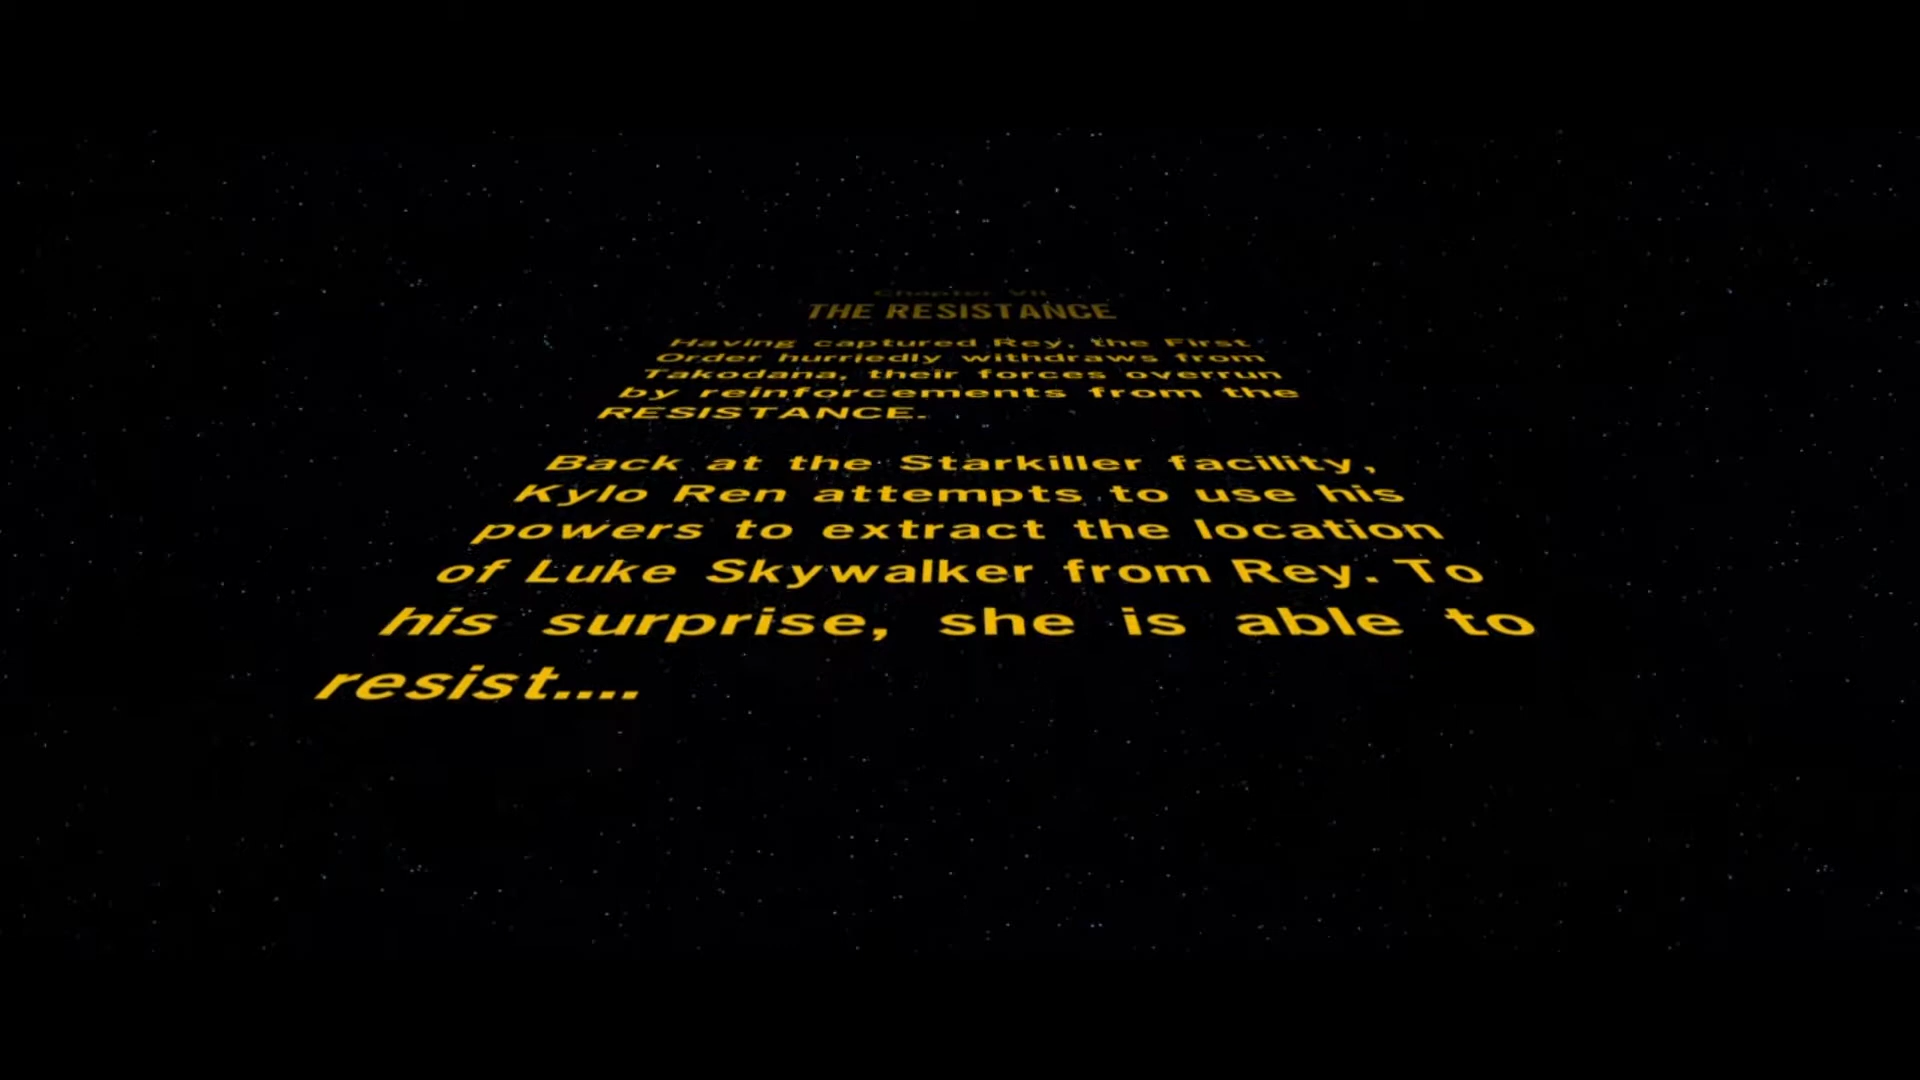 Chapter VII
THE RESISTANCE
Having captured Rey, the First
Order hurriedly withdraws from
Takodana, their forces overrun
by reinforcements from the
RESISTANCE.
Back at the Starkiller facility,
Kylo Ren attempts to use his
powers to extract the location
of Luke Skywalker from Rey. To
his surprise, she is able to
resist....